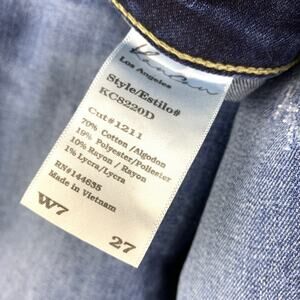 KanCan
Los Angeles
Style/Estilo#
KC8220D
Cut#1211
70% Cotton /Algodon
19% Polyester/Poliester
10% Rayon / Rayon
1% Lycra/Lycra
RN#144635
Made in Vietnam
W7 27